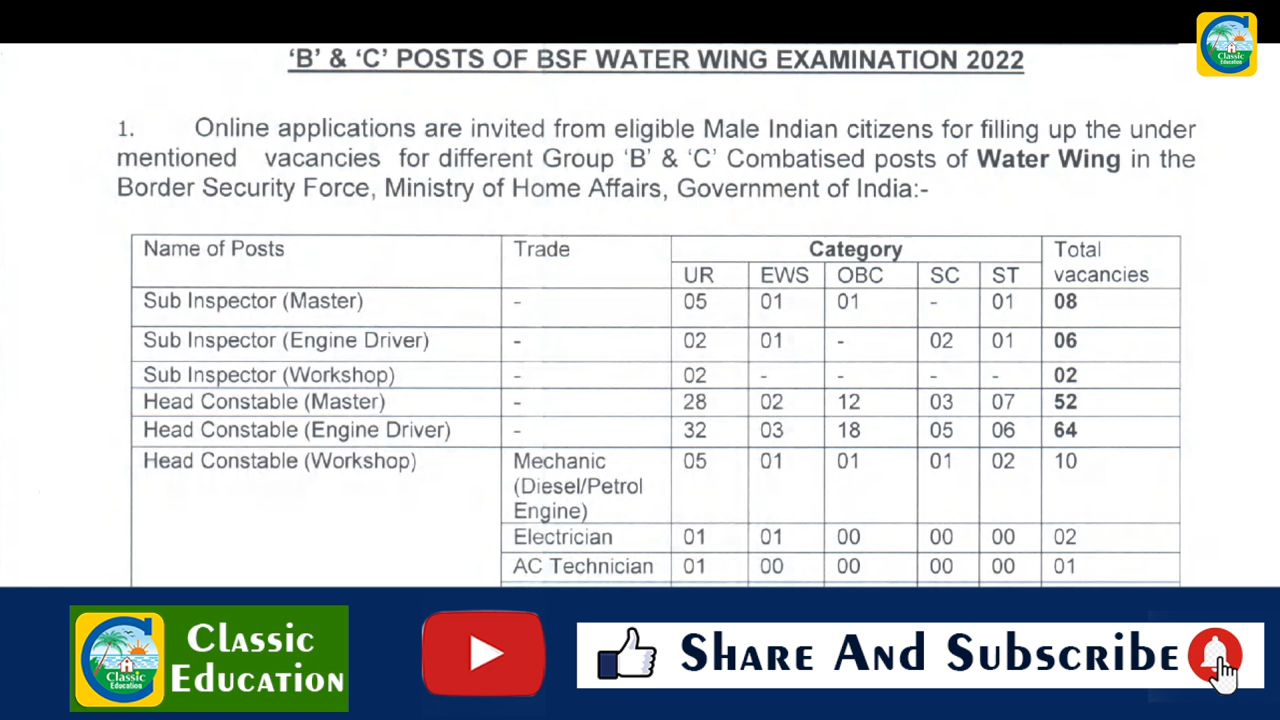 Classic
Education
'B' & 'C' POSTS OF BSF WATER WING EXAMINATION 2022
1. Online applications are invited from eligible Male Indian citizens for filling up the under
mentioned vacancies for different Group 'B' & 'C' Combatised posts of Water Wing in the
Border Security Force, Ministry of Home Affairs, Government of India:-
Name of Posts Trade Category Total vacancies
UR EWS OBC SC ST
Sub Inspector (Master) - 05 01 01 - 01 08
Sub Inspector (Engine Driver) - 02 01 - 02 01 06
Sub Inspector (Workshop) - 02 - - - - 02
Head Constable (Master) - 28 02 12 03 07 52
Head Constable (Engine Driver) - 32 03 18 05 06 64
Head Constable (Workshop) Mechanic 05 01 01 01 02 10
(Diesel/Petrol
Engine)
Electrician 01 01 00 00 00 02
AC Technician 01 00 00 00 00 01
Classic
Education
Classic
Education
Share And Subscribe